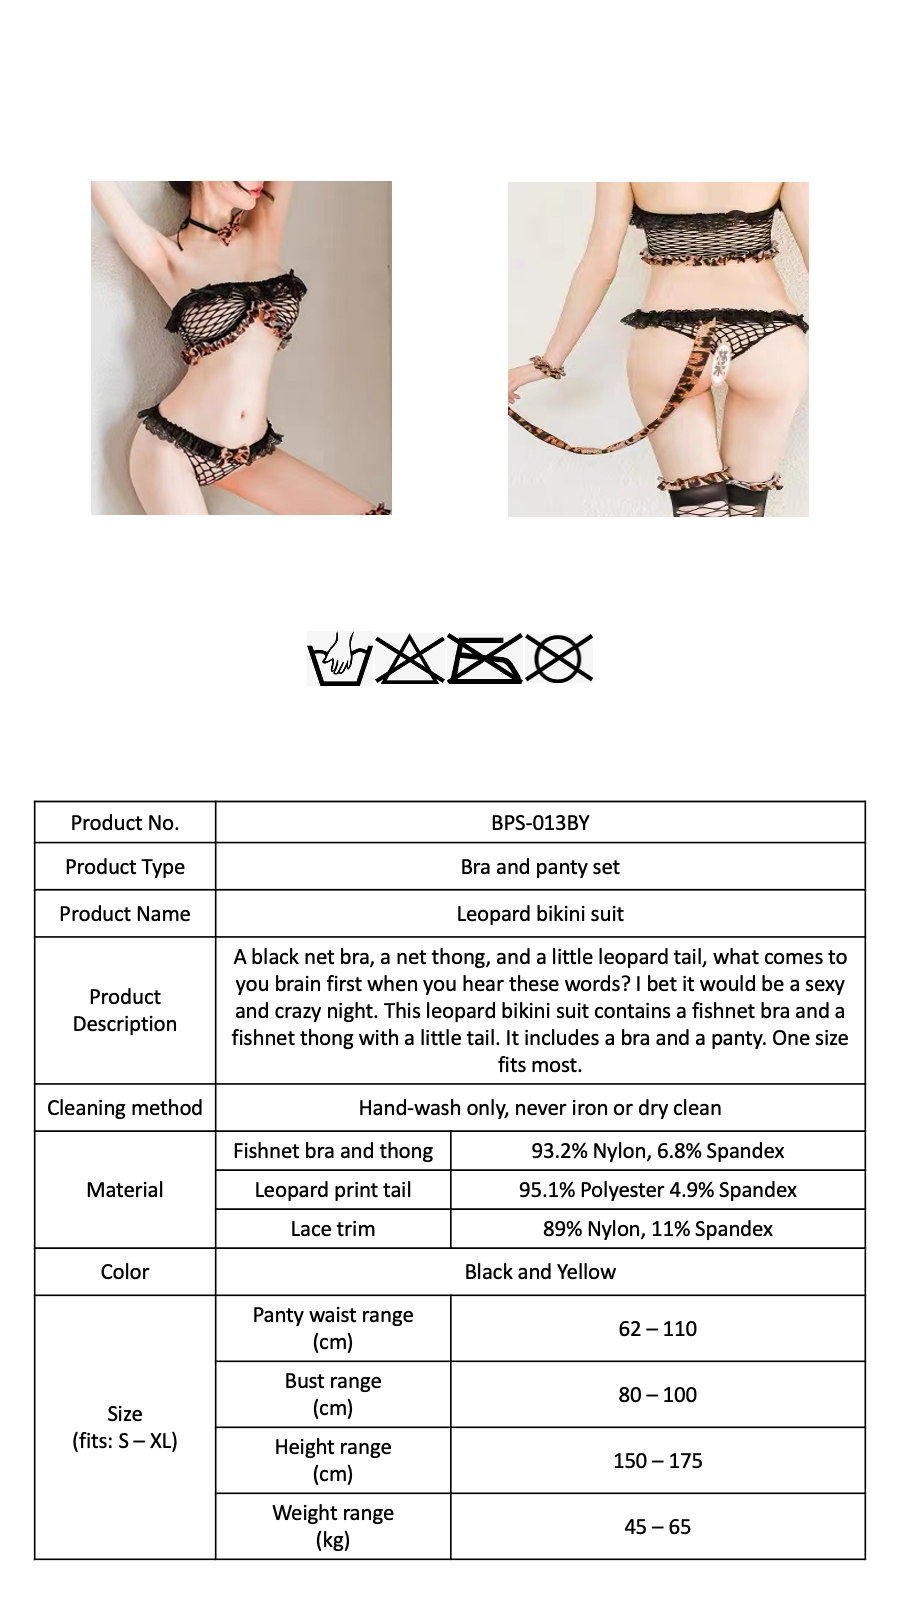 Product No.
BPS-013BY
Product Type
Bra and panty set
Product Name
Leopard bikini suit
Product
Description
A black net bra, a net thong, and a little leopard tail, what comes to
you brain first when you hear these words? I bet it would be a sexy
and crazy night. This leopard bikini suit contains a fishnet bra and a
fishnet thong with a little tail. It includes a bra and a panty. One size
fits most.
Cleaning method
Hand-wash only, never iron or dry clean
Material
Fishnet bra and thong
93.2% Nylon, 6.8% Spandex
Leopard print tail
95.1% Polyester 4.9% Spandex
Lace trim
89% Nylon, 11% Spandex
Color
Black and Yellow
Size
(fits: S – XL)
Panty waist range
(cm)
62 – 110
Bust range
(cm)
80 – 100
Height range
(cm)
150 – 175
Weight range
(kg)
45 – 65